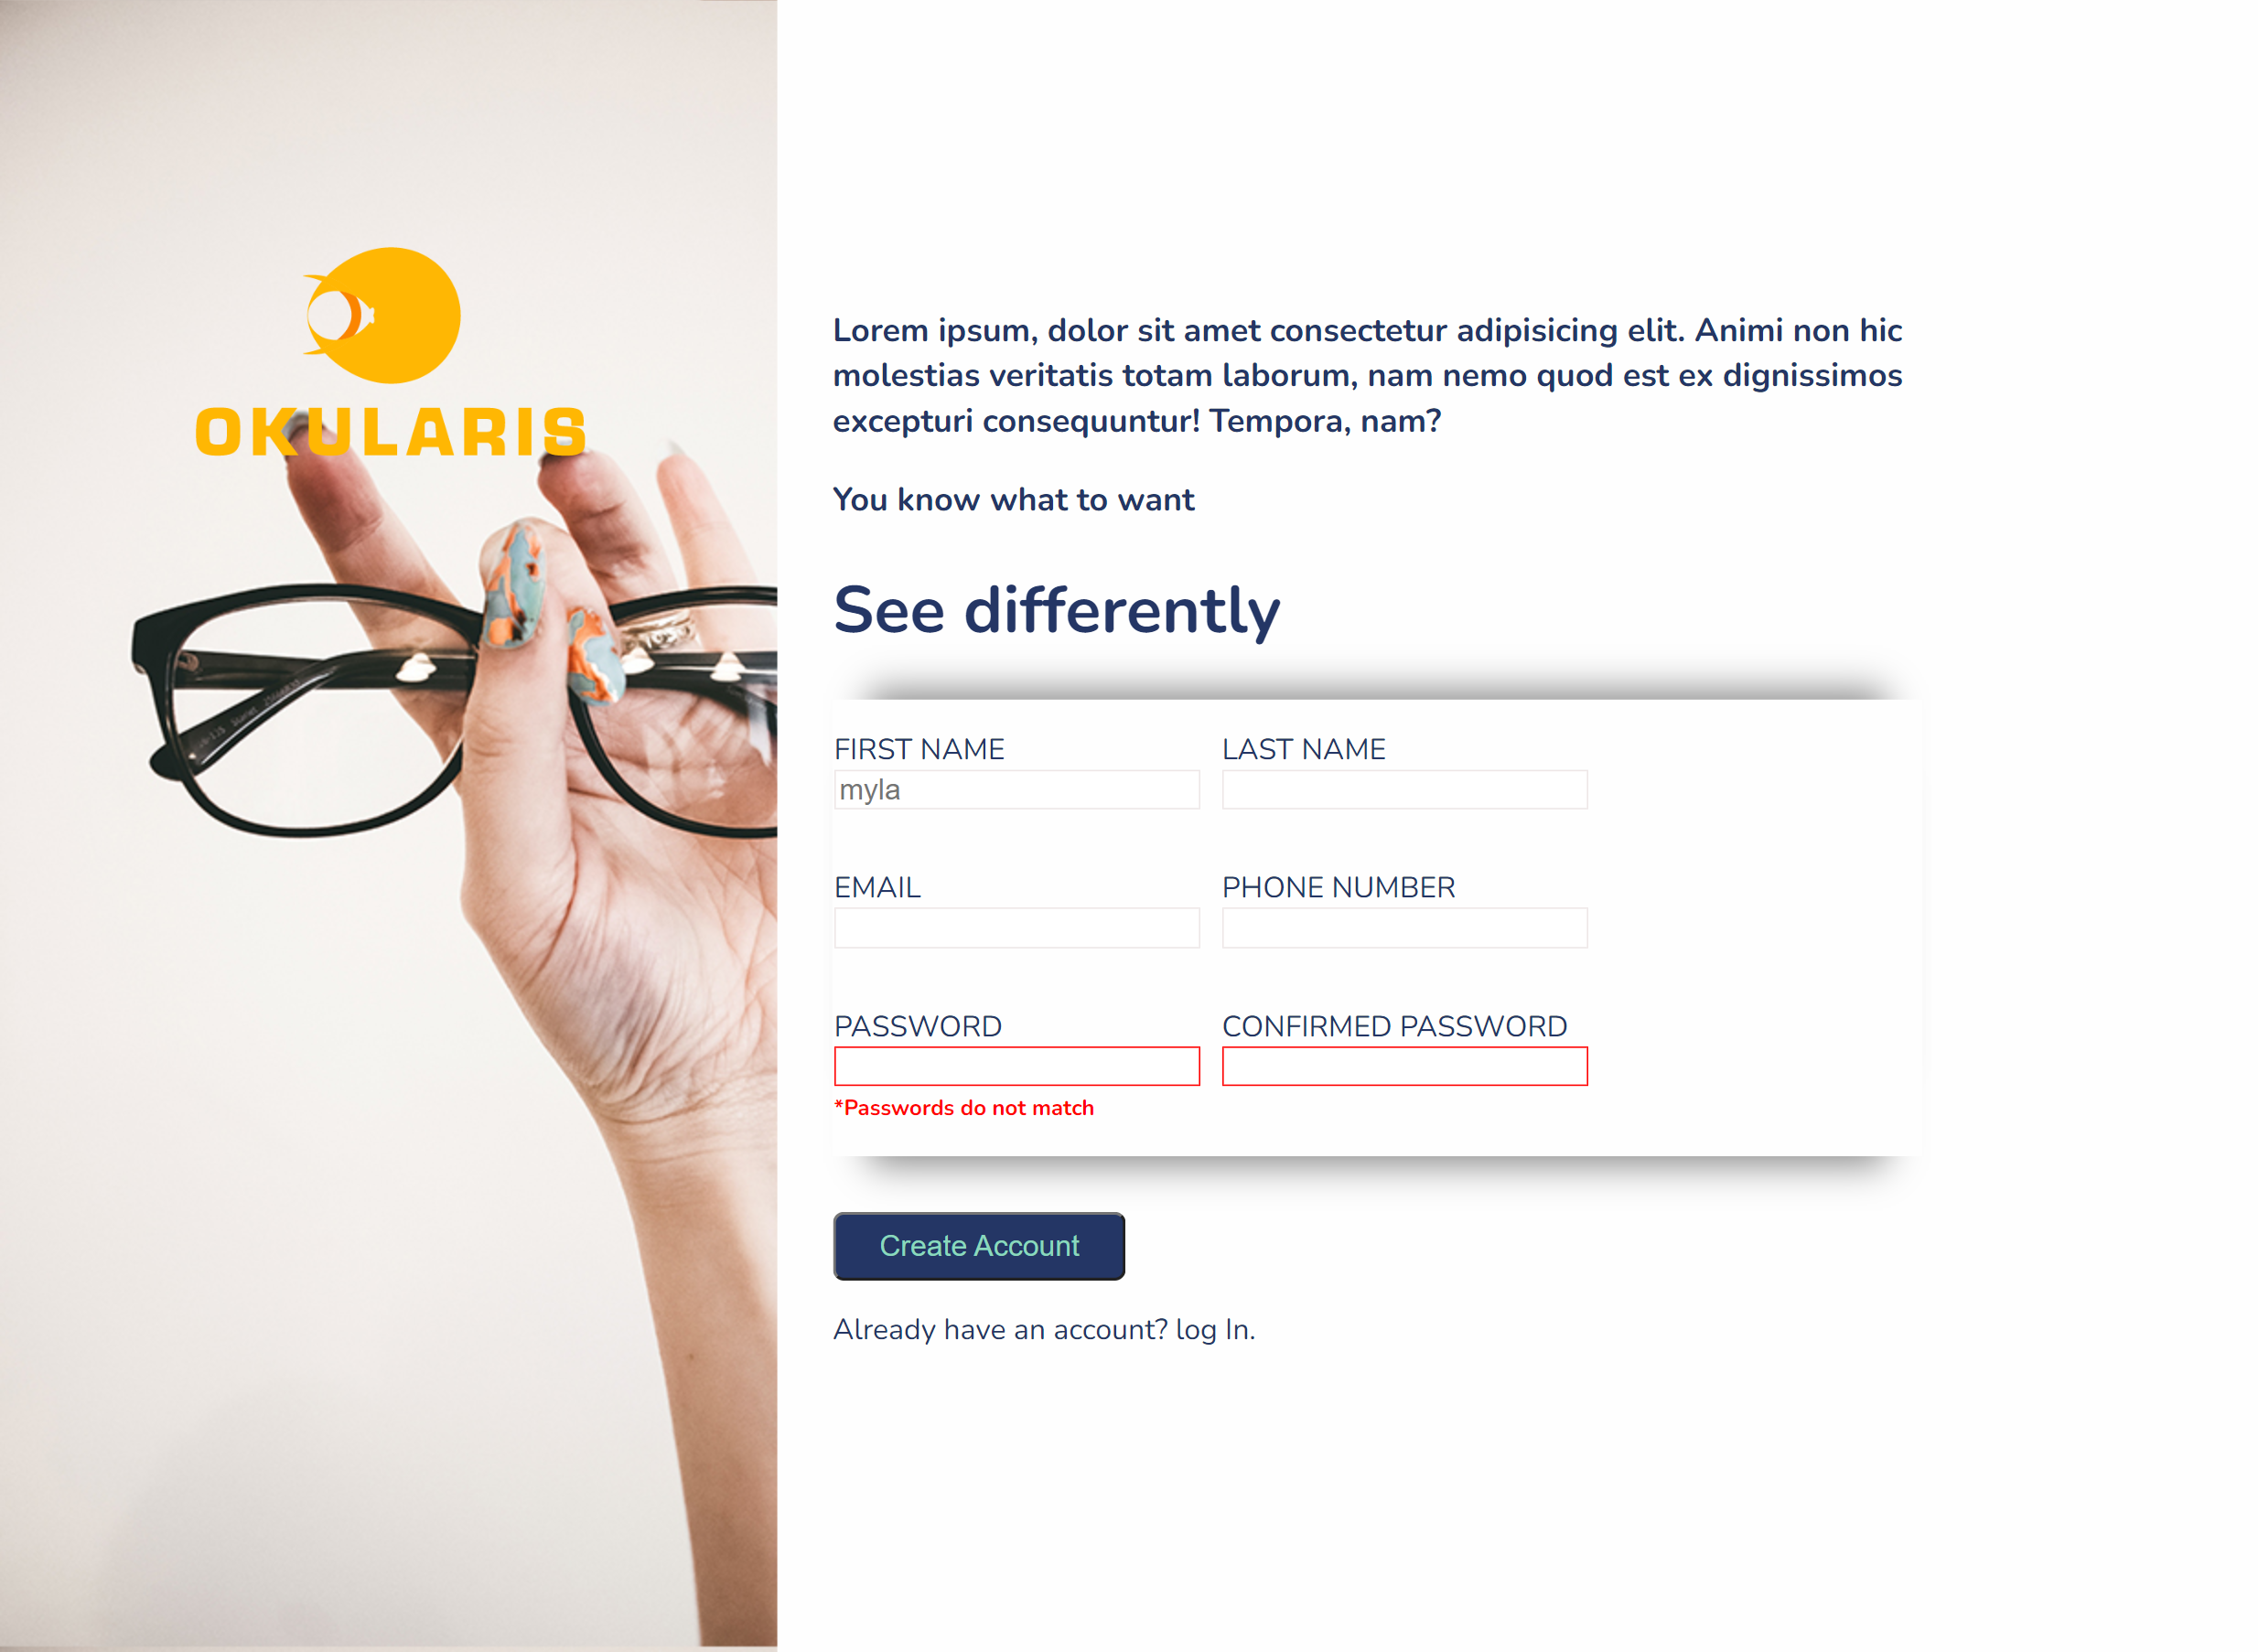 OKULARIS
Lorem ipsum, dolor sit amet consectetur adipisicing elit. Animi non hic
molestias veritatis totam laborum, nam nemo quod est ex dignissimos
excepturi consequuntur! Tempora, nam?
You know what to want
See differently
FIRST NAME
LAST NAME
myla
EMAIL
PHONE NUMBER
PASSWORD
CONFIRMED PASSWORD
*Passwords do not match
Create Account
Already have an account? log In.